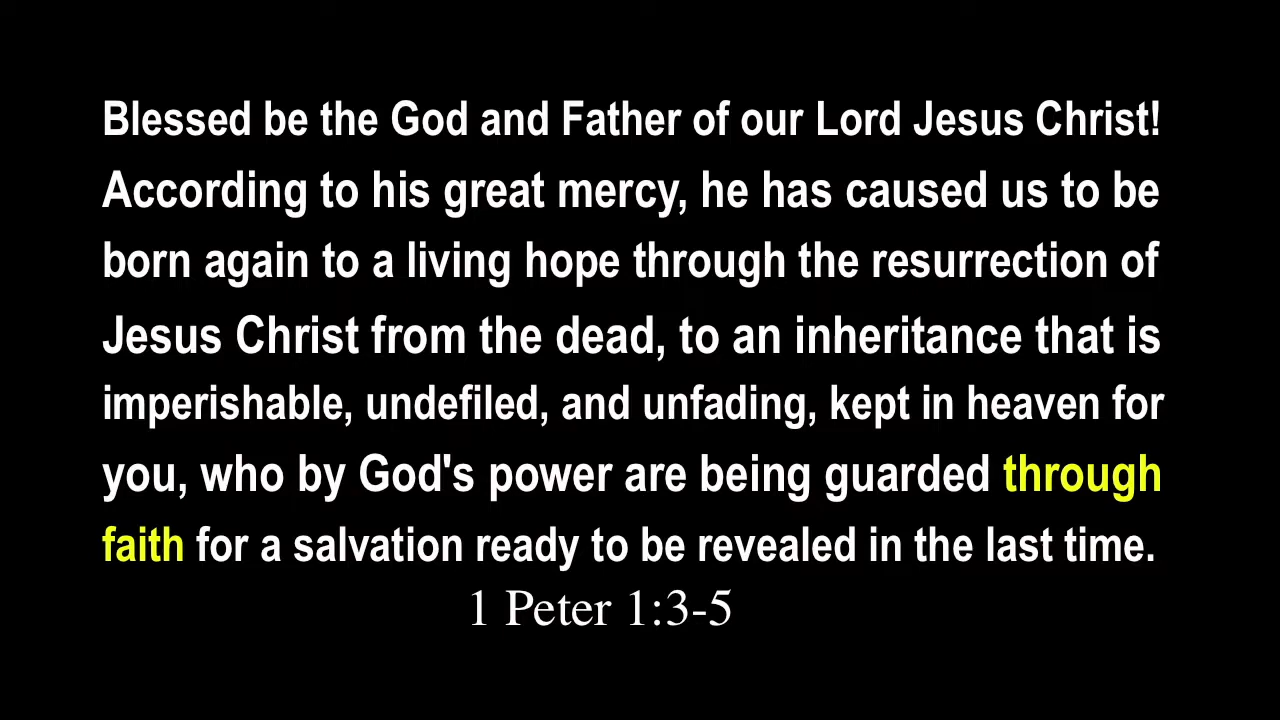 Blessed be the God and Father of our Lord Jesus Christ!
According to his great mercy, he has caused us to be
born again to a living hope through the resurrection of
Jesus Christ from the dead, to an inheritance that is
imperishable, undefiled, and unfading, kept in heaven for
you, who by God's power are being guarded through
faith for a salvation ready to be revealed in the last time.
1 Peter 1:3-5